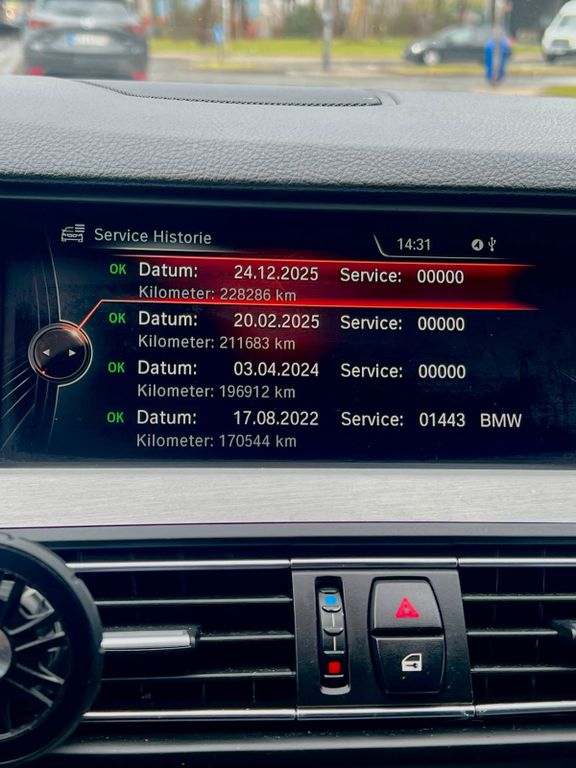 Service Historie 14:31
OK Datum: 24.12.2025 Service: 00000
Kilometer: 228286 km
OK Datum: 20.02.2025 Service: 00000
Kilometer: 211683 km
OK Datum: 03.04.2024 Service: 00000
Kilometer: 196912 km
OK Datum: 17.08.2022 Service: 01443 BMW
Kilometer: 170544 km